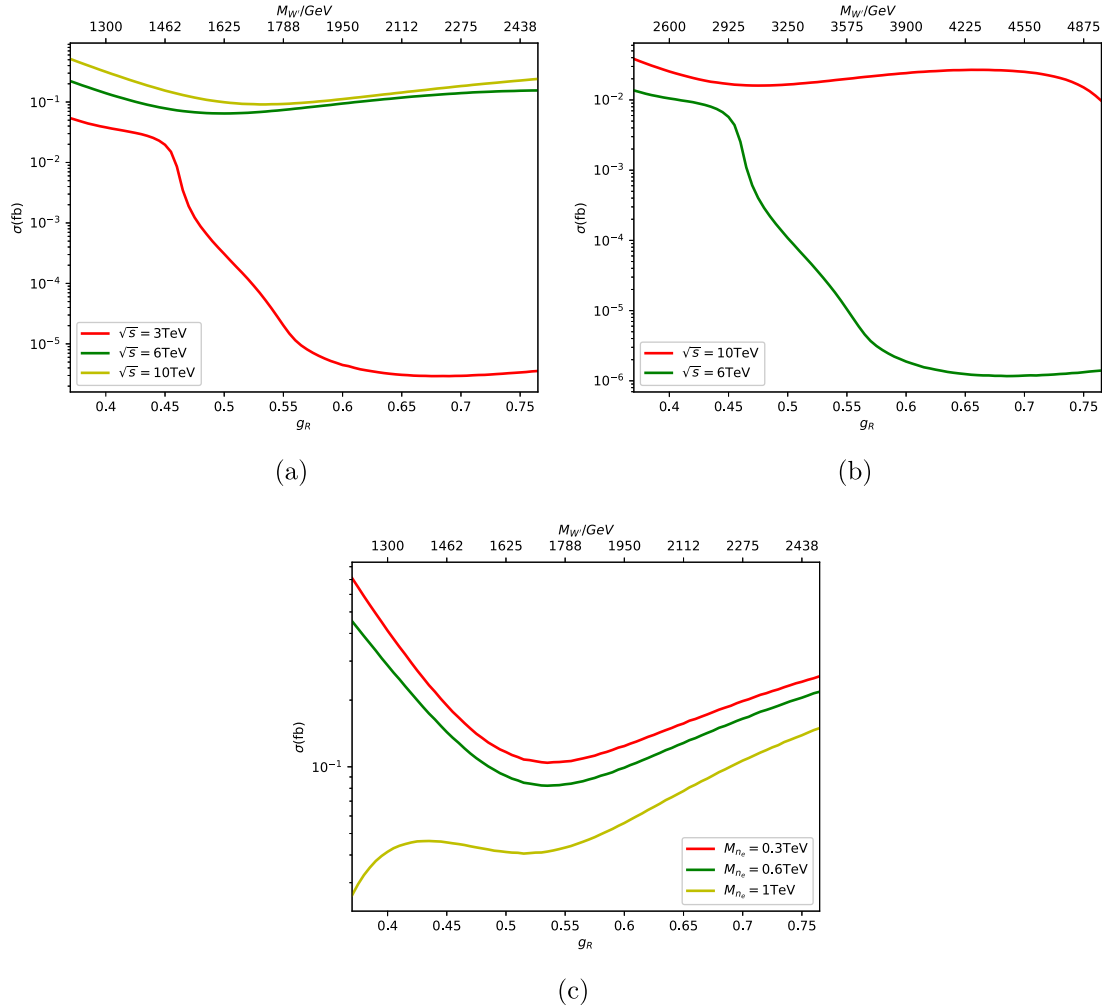 M_{W'}/GeV
1300 1462 1625 1788 1950 2112 2275 2438
σ(fb)
10^{-1}
10^{-2}
10^{-3}
10^{-4}
10^{-5}
√s = 3TeV
√s = 6TeV
√s = 10TeV
0.4 0.45 0.5 0.55 0.6 0.65 0.7 0.75
g_R
(a)
M_{W'}/GeV
2600 2925 3250 3575 3900 4225 4550 4875
σ(fb)
10^{-2}
10^{-3}
10^{-4}
10^{-5}
10^{-6}
√s = 10TeV
√s = 6TeV
0.4 0.45 0.5 0.55 0.6 0.65 0.7 0.75
g_R
(b)
M_{W'}/GeV
1300 1462 1625 1788 1950 2112 2275 2438
σ(fb)
10^{-1}
M_{n_e} = 0.3TeV
M_{n_e} = 0.6TeV
M_{n_e} = 1TeV
0.4 0.45 0.5 0.55 0.6 0.65 0.7 0.75
g_R
(c)